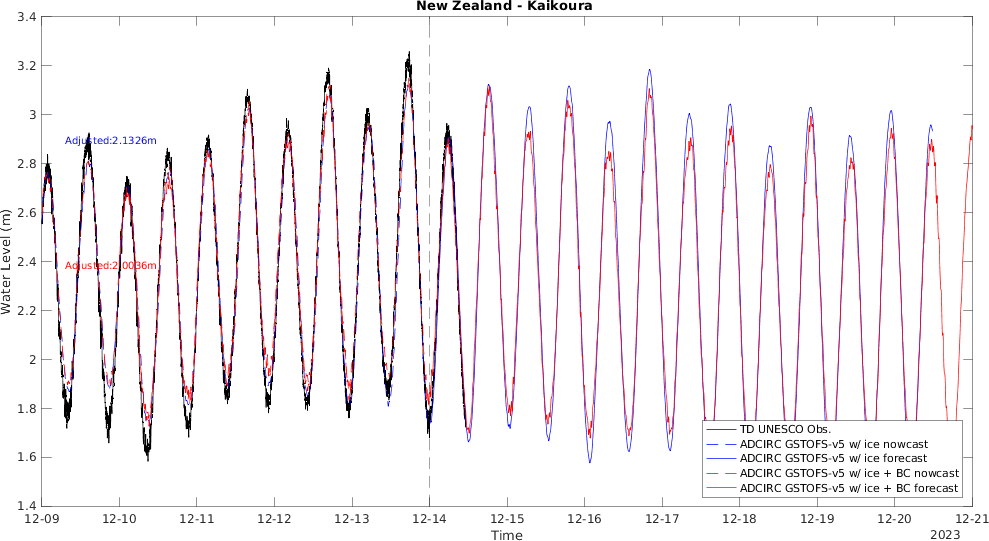 New Zealand - Kaikoura
3.4
3.2
3
2.8
2.6
2.4
2.2
2
1.8
1.6
1.4
Water Level (m)
Adjusted:2.1326m
Adjusted:2.0036m
TD UNESCO Obs.
ADCIRC GSTOFS-v5 w/ ice nowcast
ADCIRC GSTOFS-v5 w/ ice forecast
ADCIRC GSTOFS-v5 w/ ice + BC nowcast
ADCIRC GSTOFS-v5 w/ ice + BC forecast
12-09 12-10 12-11 12-12 12-13 12-14 12-15 12-16 12-17 12-18 12-19 12-20 12-21
Time
2023